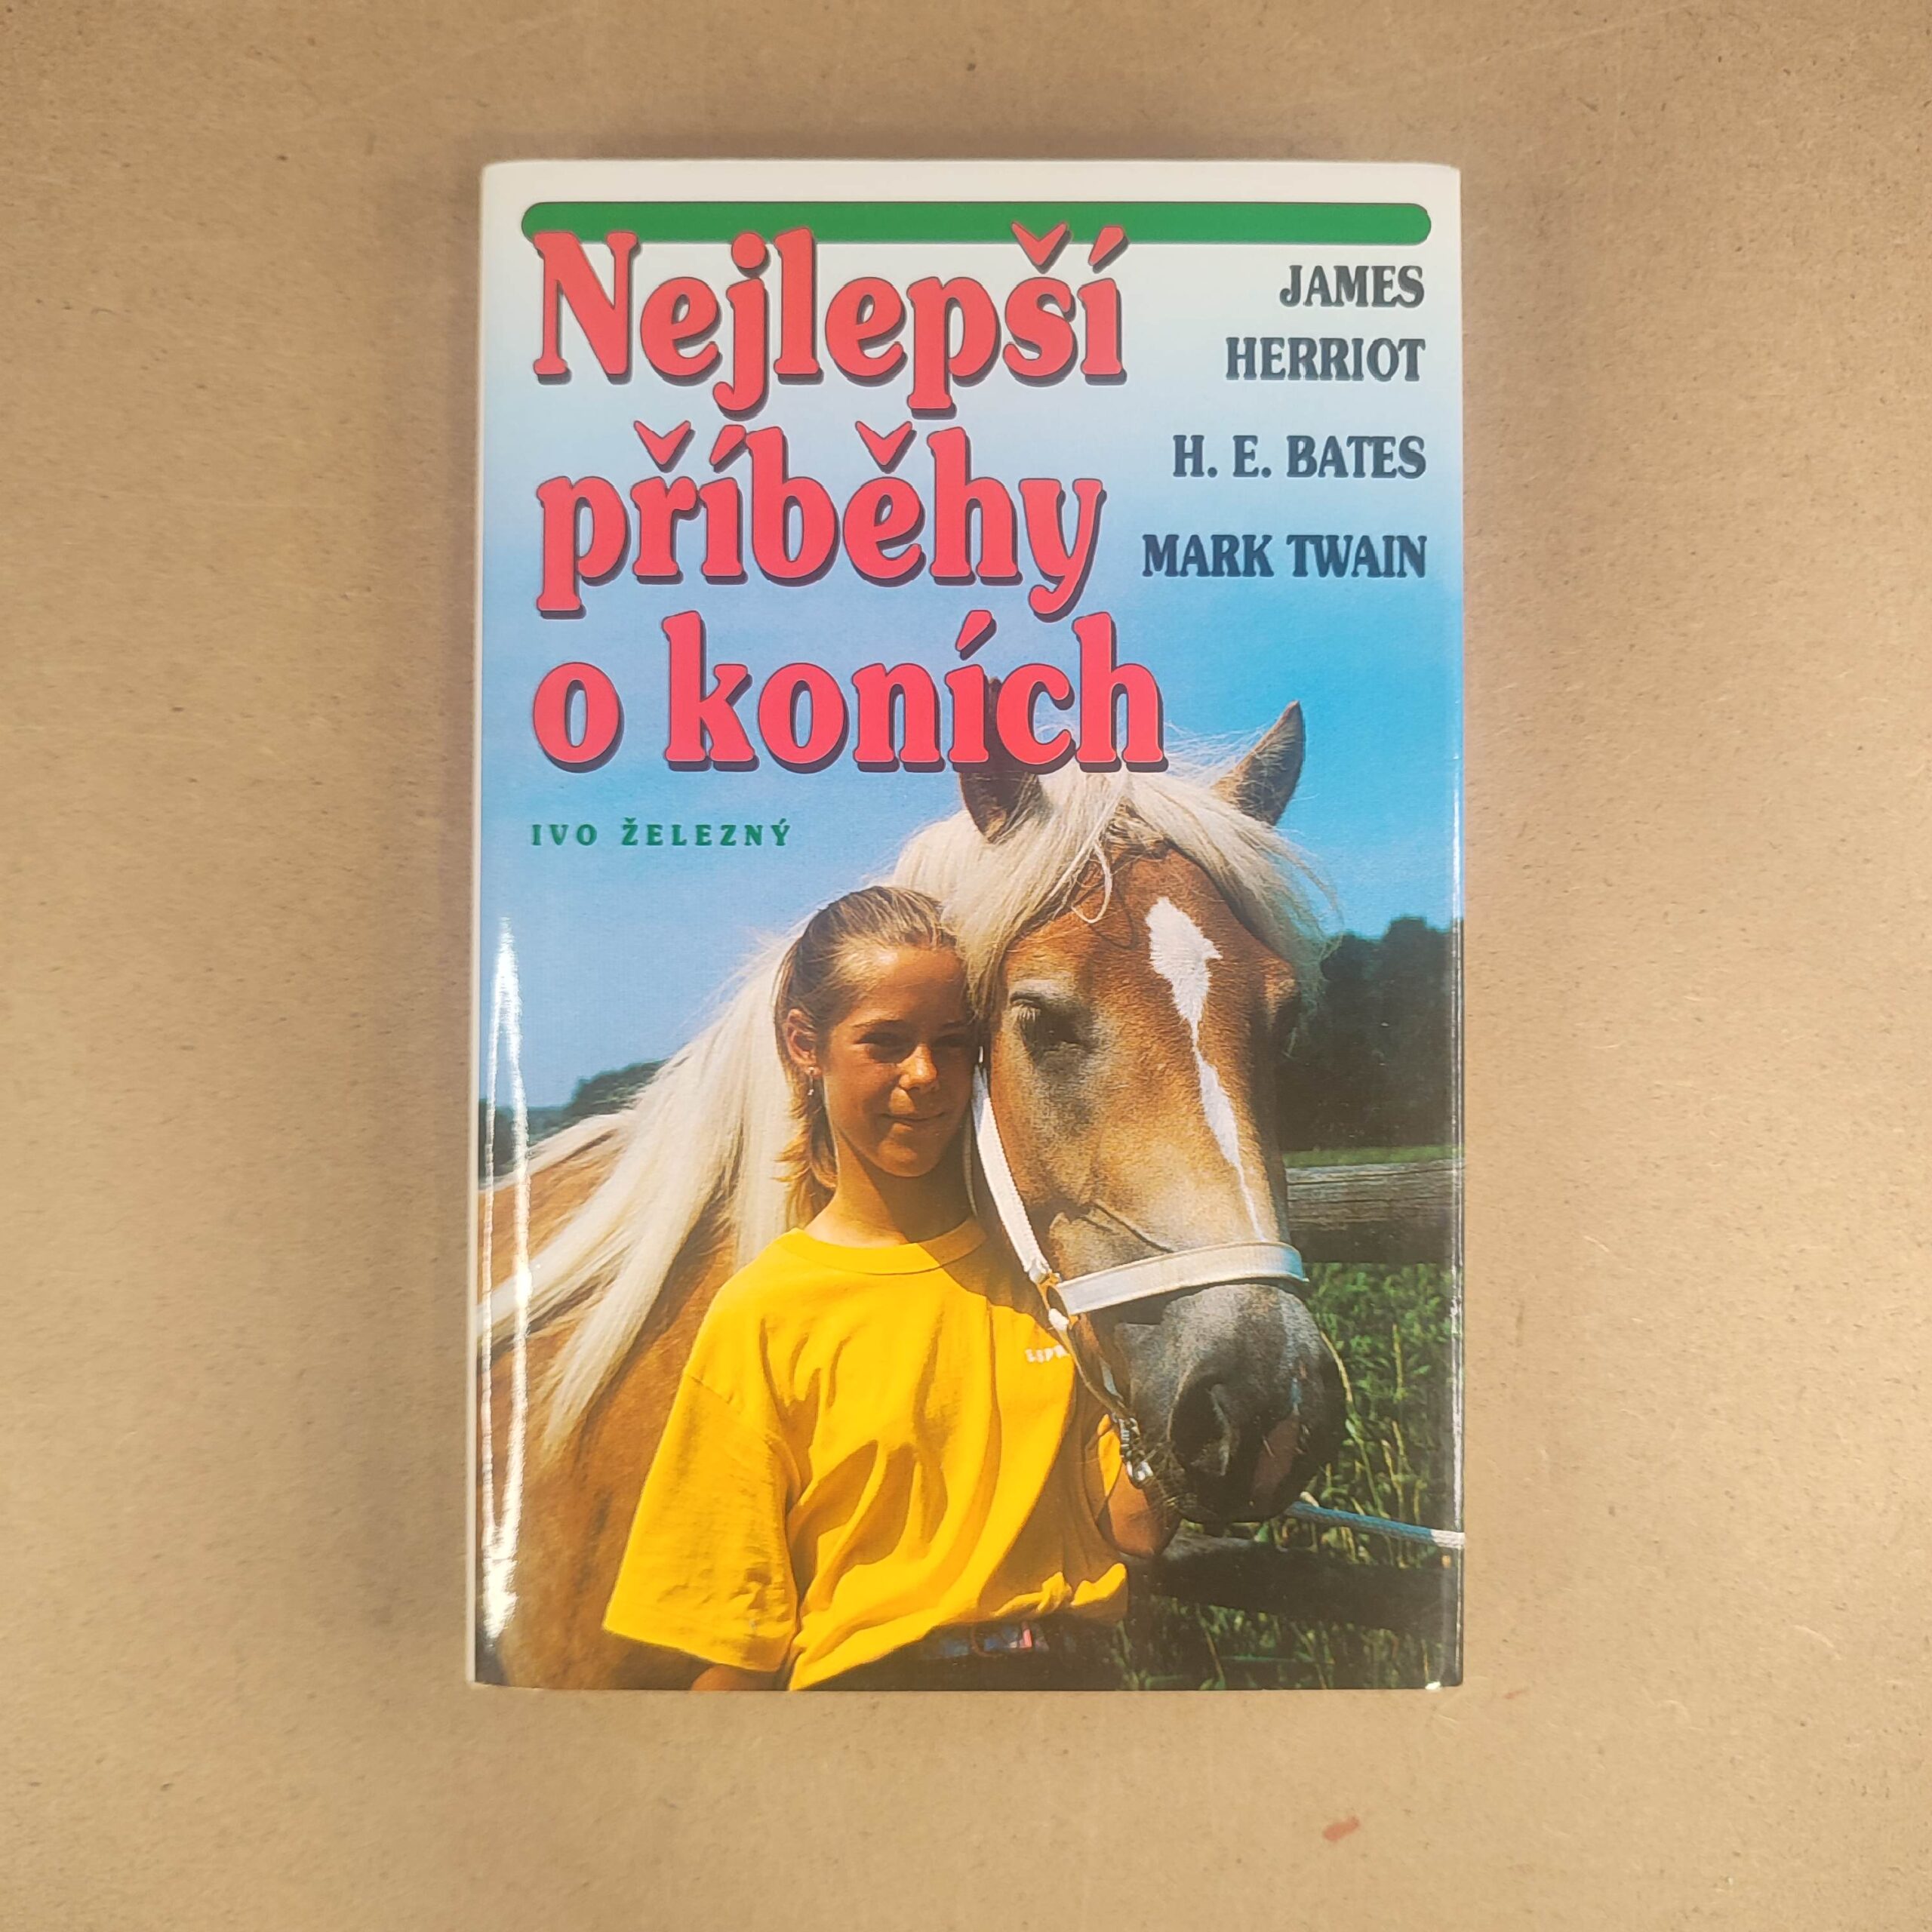 Nejlepší
příběhy
o koních
JAMES
HERRIOT
H. E. BATES
MARK TWAIN
IVO ŽELEZNÝ